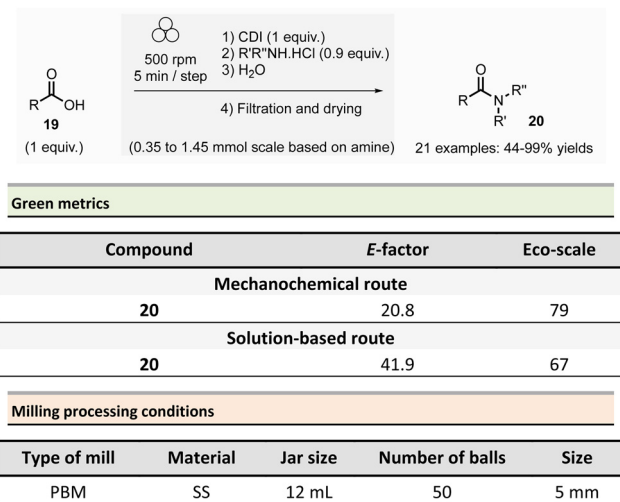 500 rpm
5 min / step
1) CDI (1 equiv.)
2) R'R"NH.HCl (0.9 equiv.)
3) H2O
4) Filtration and drying
O
R
OH
19
(1 equiv.)
(0.35 to 1.45 mmol scale based on amine)
O
R
N
R"
R'
20
21 examples: 44-99% yields
Green metrics
Compound E-factor Eco-scale
Mechanochemical route
20 20.8 79
Solution-based route
20 41.9 67
Milling processing conditions
Type of mill Material Jar size Number of balls Size
PBM SS 12 mL 50 5 mm